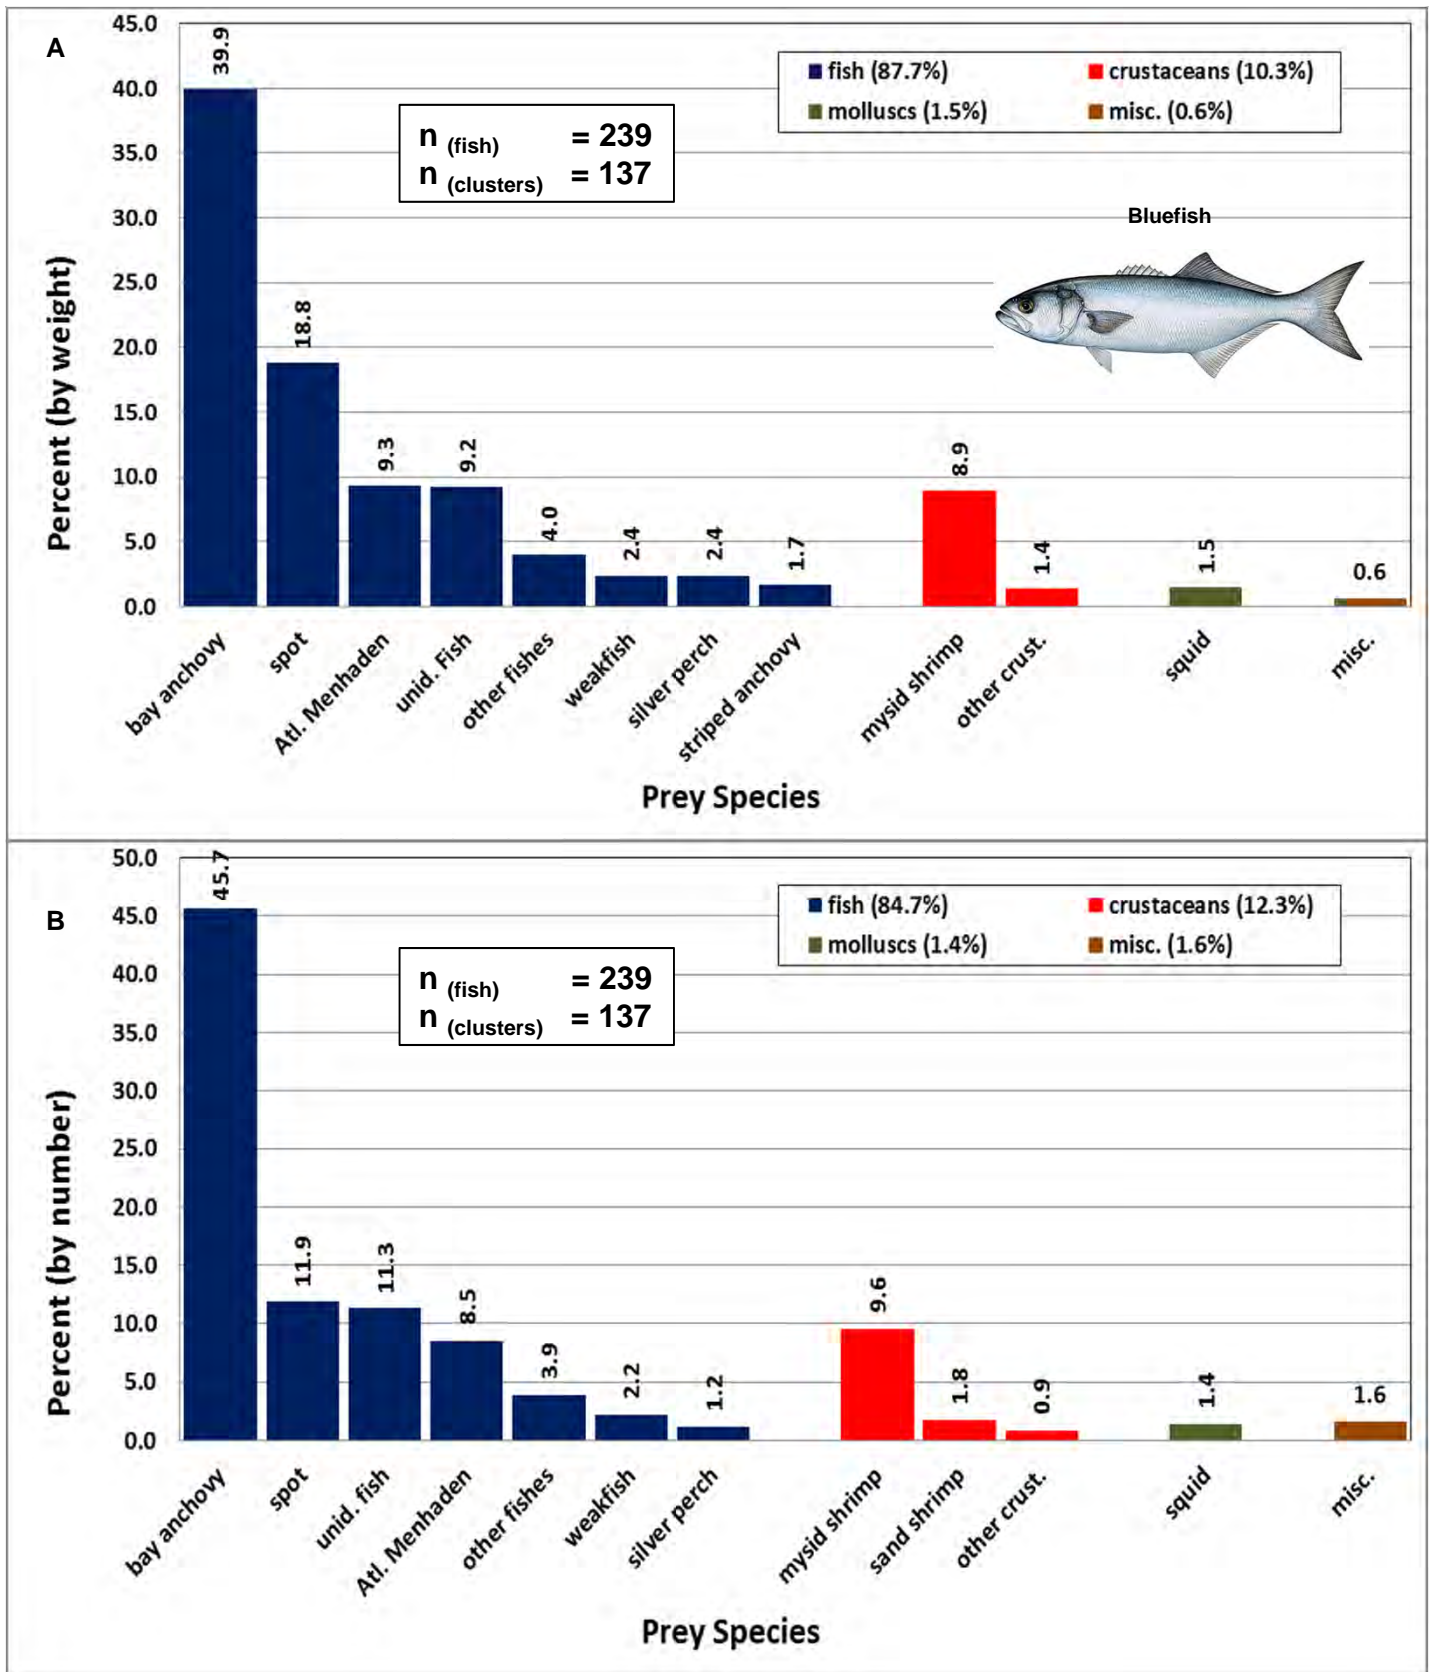 A
45.0
40.0
35.0
30.0
25.0
20.0
15.0
10.0
5.0
0.0
Percent (by weight)
39.9
18.8
9.3
9.2
4.0
2.4
2.4
1.7
8.9
1.4
1.5
0.6
fish (87.7%) crustaceans (10.3%)
molluscs (1.5%) misc. (0.6%)
n (fish) = 239
n (clusters) = 137
Bluefish
bay anchovy
spot
Atl. Menhaden
unid. Fish
other fishes
weakfish
silver perch
striped anchovy
mysid shrimp
other crust.
squid
misc.
Prey Species
B
50.0
45.0
40.0
35.0
30.0
25.0
20.0
15.0
10.0
5.0
0.0
Percent (by number)
45.7
11.9
11.3
8.5
3.9
2.2
1.2
9.6
1.8
0.9
1.4
1.6
fish (84.7%) crustaceans (12.3%)
molluscs (1.4%) misc. (1.6%)
n (fish) = 239
n (clusters) = 137
bay anchovy
spot
unid. fish
Atl. Menhaden
other fishes
weakfish
silver perch
mysid shrimp
sand shrimp
other crust.
squid
misc.
Prey Species